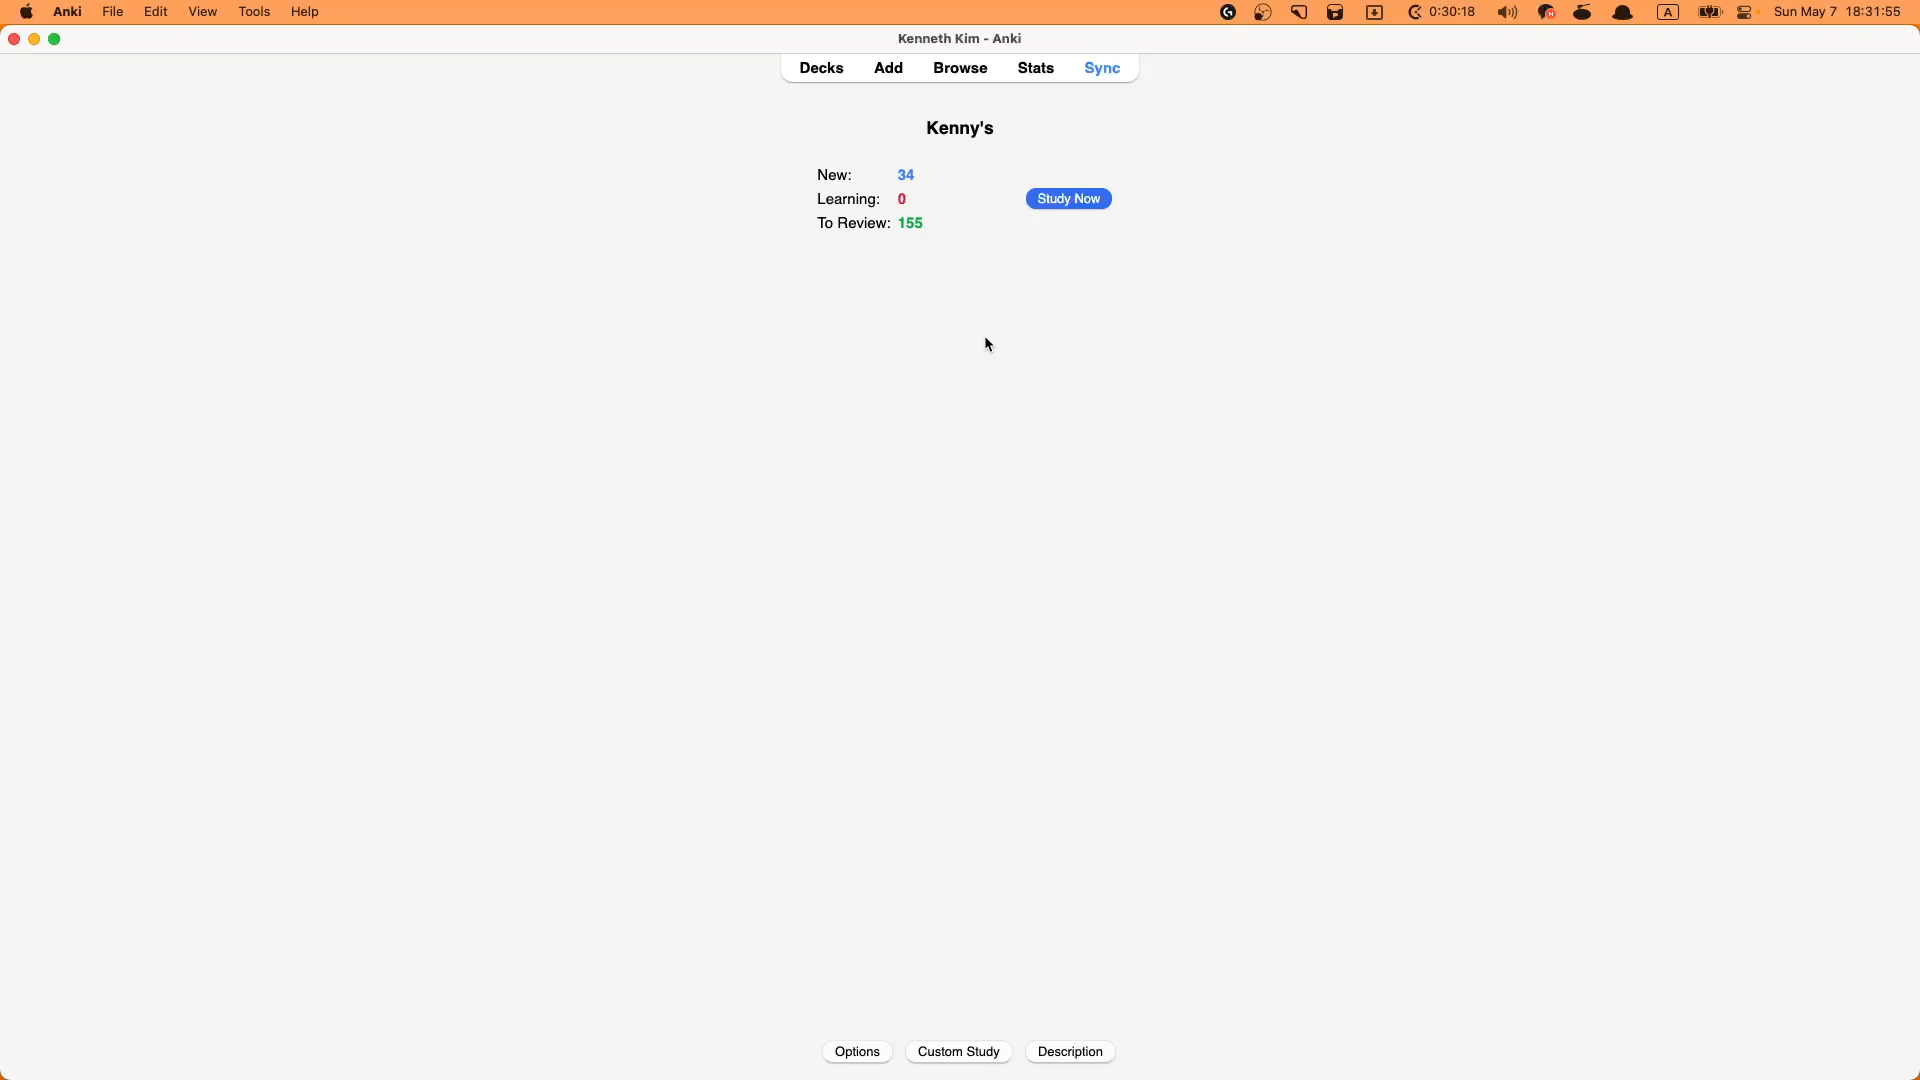 Anki File Edit View Tools Help 0:30:18 A Sun May 7 18:31:55
Kenneth Kim - Anki
Decks Add Browse Stats Sync
Kenny's
New: 34
Learning: 0
Study Now
To Review: 155
Options Custom Study Description